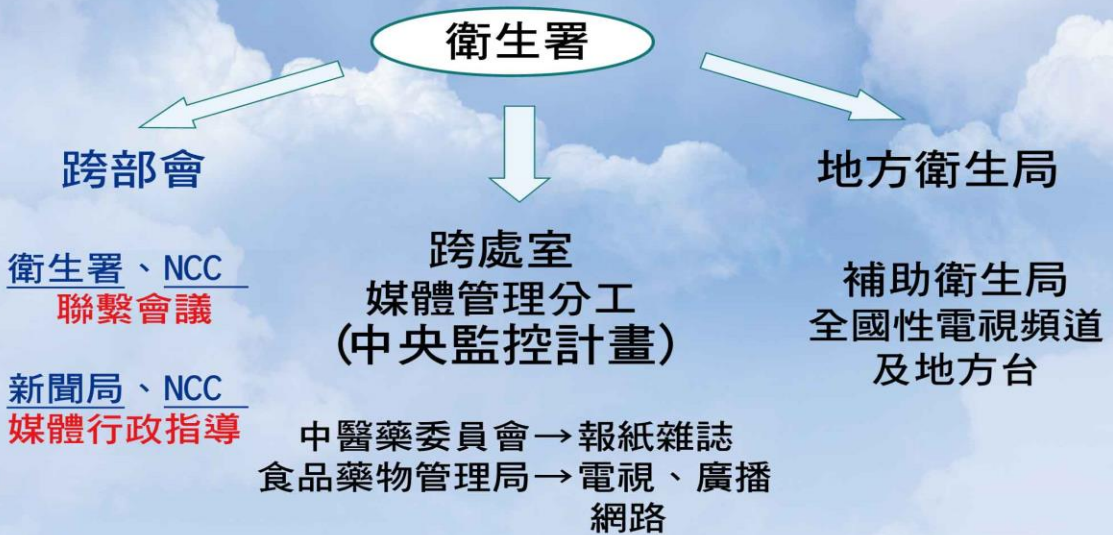 衛生署
跨部會
衛生署、NCC
聯繫會議
新聞局、NCC
媒體行政指導
跨處室
媒體管理分工
(中央監控計畫)
中醫藥委員會→報紙雜誌
食品藥物管理局→電視、廣播
網路
地方衛生局
補助衛生局
全國性電視頻道
及地方台